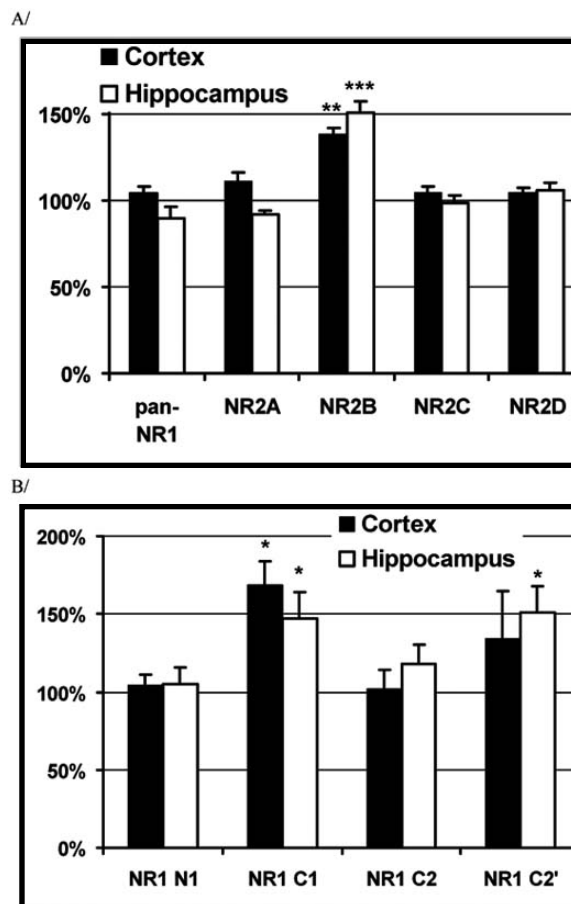 A/
Cortex
Hippocampus
150%
** ***
100%
50%
0%
pan-
NR1 NR2A NR2B NR2C NR2D
B/
200%
Cortex
Hippocampus
* * *
150%
100%
50%
0%
NR1 N1 NR1 C1 NR1 C2 NR1 C2'